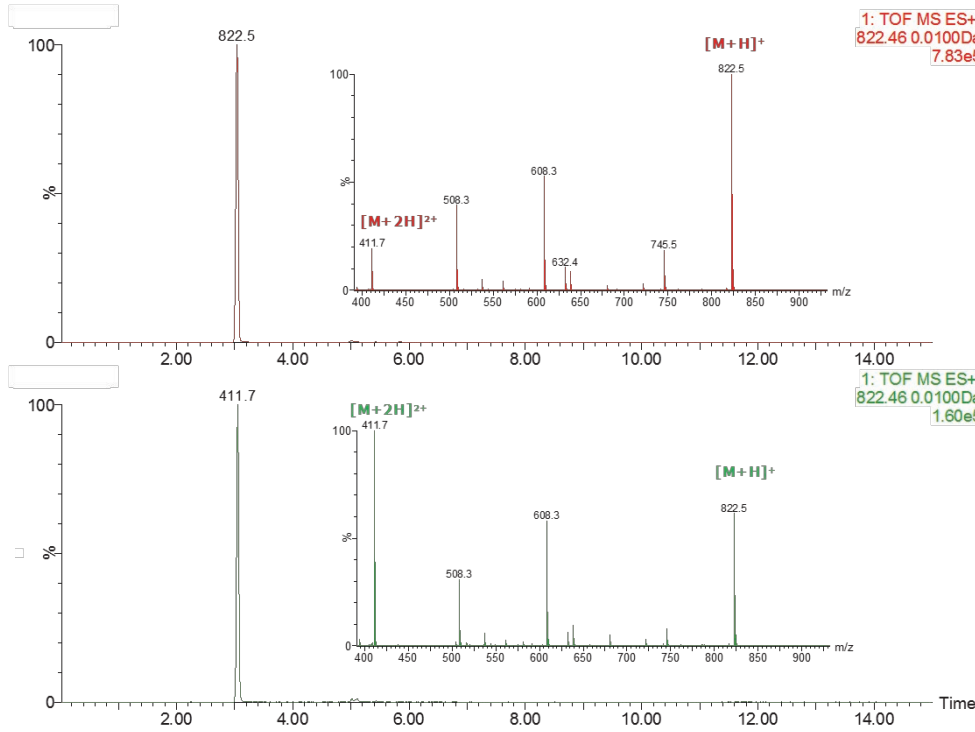 1: TOF MS ES+
822.46 0.0100Da
7.83e5
100
822.5
%
0
2.00 4.00 6.00 8.00 10.00 12.00 14.00
[M+H]+
100
822.5
%
608.3
508.3
[M+2H]2+
411.7
632.4
745.5
0
400 450 500 550 600 650 700 750 800 850 900 m/z
1: TOF MS ES+
822.46 0.0100Da
1.60e5
100
411.7
%
0
2.00 4.00 6.00 8.00 10.00 12.00 14.00 Time
[M+2H]2+
100
411.7
[M+H]+
822.5
608.3
%
508.3
0
400 450 500 550 600 650 700 750 800 850 900 m/z